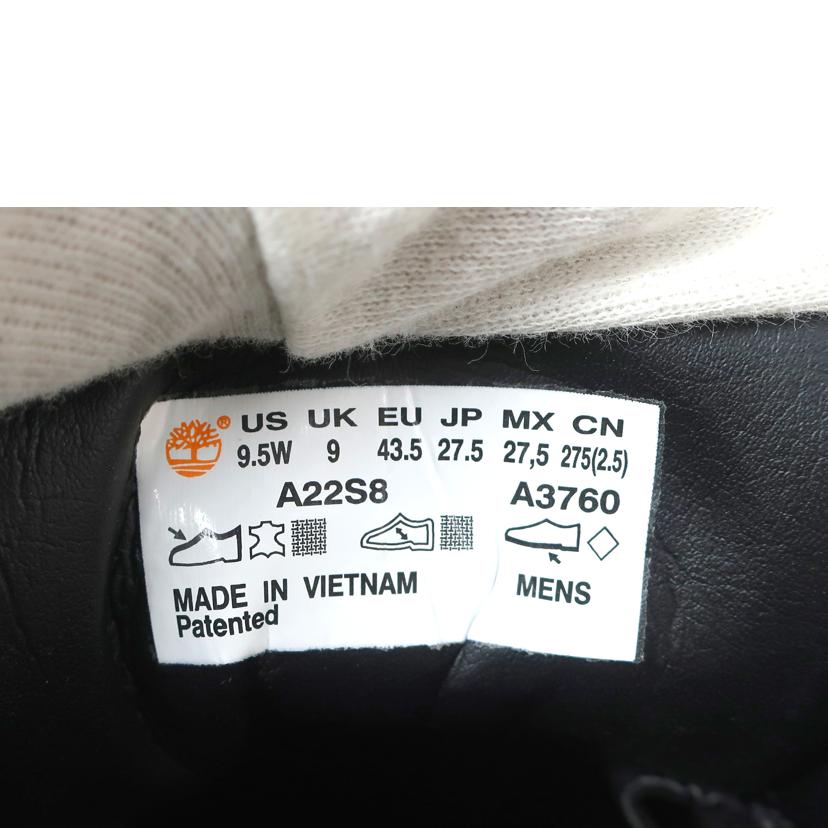 ® US UK EU JP MX CN
9.5W 9 43.5 27.5 27,5 275(2.5)
A22S8 A3760
MADE IN VIETNAM MENS
Patented